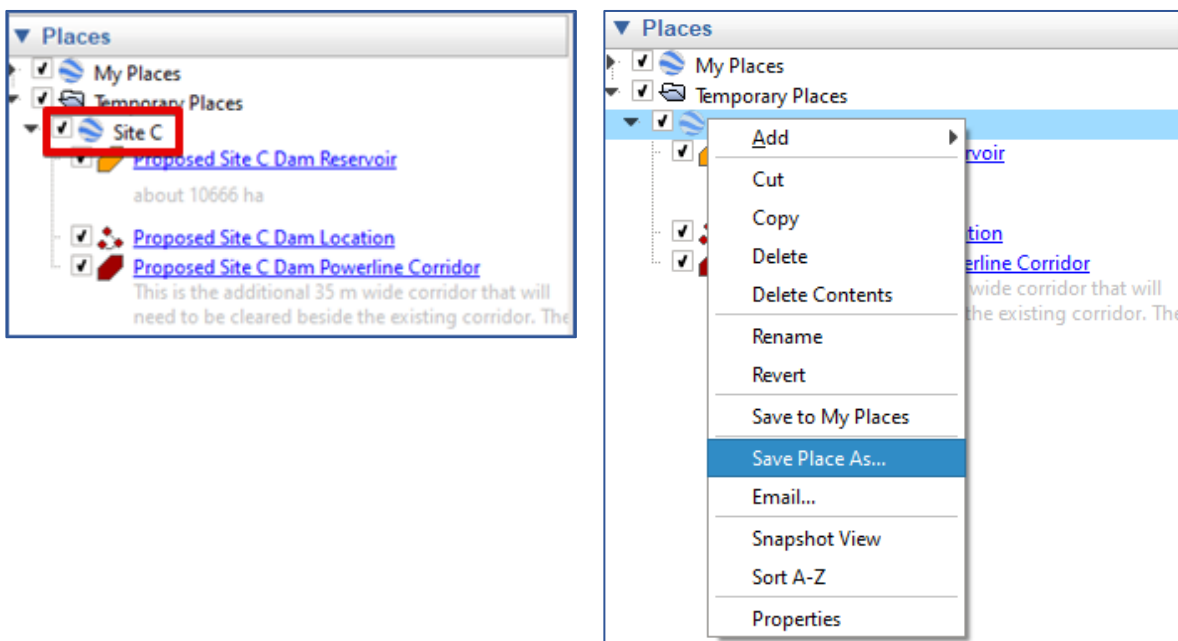 Places
My Places
Temporary Places
Site C
Proposed Site C Dam Reservoir
about 10666 ha
Proposed Site C Dam Location
Proposed Site C Dam Powerline Corridor
This is the additional 35 m wide corridor that will
need to be cleared beside the existing corridor. The
Places
My Places
Temporary Places
Add
rvoir
Cut
Copy
tion
Delete
erline Corridor
wide corridor that will
Delete Contents
the existing corridor. The
Rename
Revert
Save to My Places
Save Place As...
Email...
Snapshot View
Sort A-Z
Properties